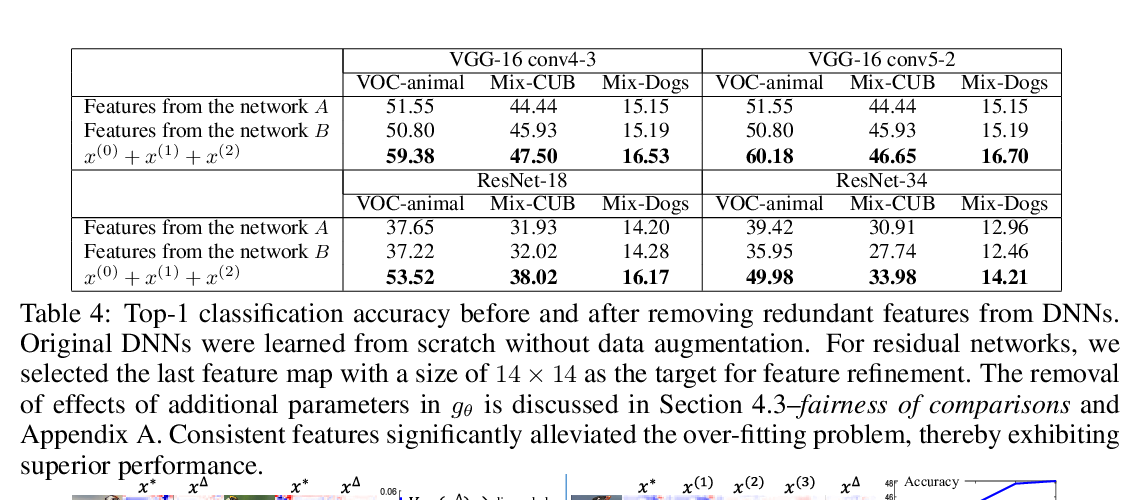 VGG-16 conv4-3 VGG-16 conv5-2
VOC-animal Mix-CUB Mix-Dogs VOC-animal Mix-CUB Mix-Dogs
Features from the network A 51.55 44.44 15.15 51.55 44.44 15.15
Features from the network B 50.80 45.93 15.19 50.80 45.93 15.19
x^(0) + x^(1) + x^(2) 59.38 47.50 16.53 60.18 46.65 16.70
ResNet-18 ResNet-34
VOC-animal Mix-CUB Mix-Dogs VOC-animal Mix-CUB Mix-Dogs
Features from the network A 37.65 31.93 14.20 39.42 30.91 12.96
Features from the network B 37.22 32.02 14.28 35.95 27.74 12.46
x^(0) + x^(1) + x^(2) 53.52 38.02 16.17 49.98 33.98 14.21
Table 4: Top-1 classification accuracy before and after removing redundant features from DNNs.
Original DNNs were learned from scratch without data augmentation. For residual networks, we
selected the last feature map with a size of 14 × 14 as the target for feature refinement. The removal
of effects of additional parameters in g_θ is discussed in Section 4.3–fairness of comparisons and
Appendix A. Consistent features significantly alleviated the over-fitting problem, thereby exhibiting
superior performance.
x* x^Δ x* x^Δ 0.06 x* x^(1) x^(2) x^(3) x^Δ 48 Accuracy
46